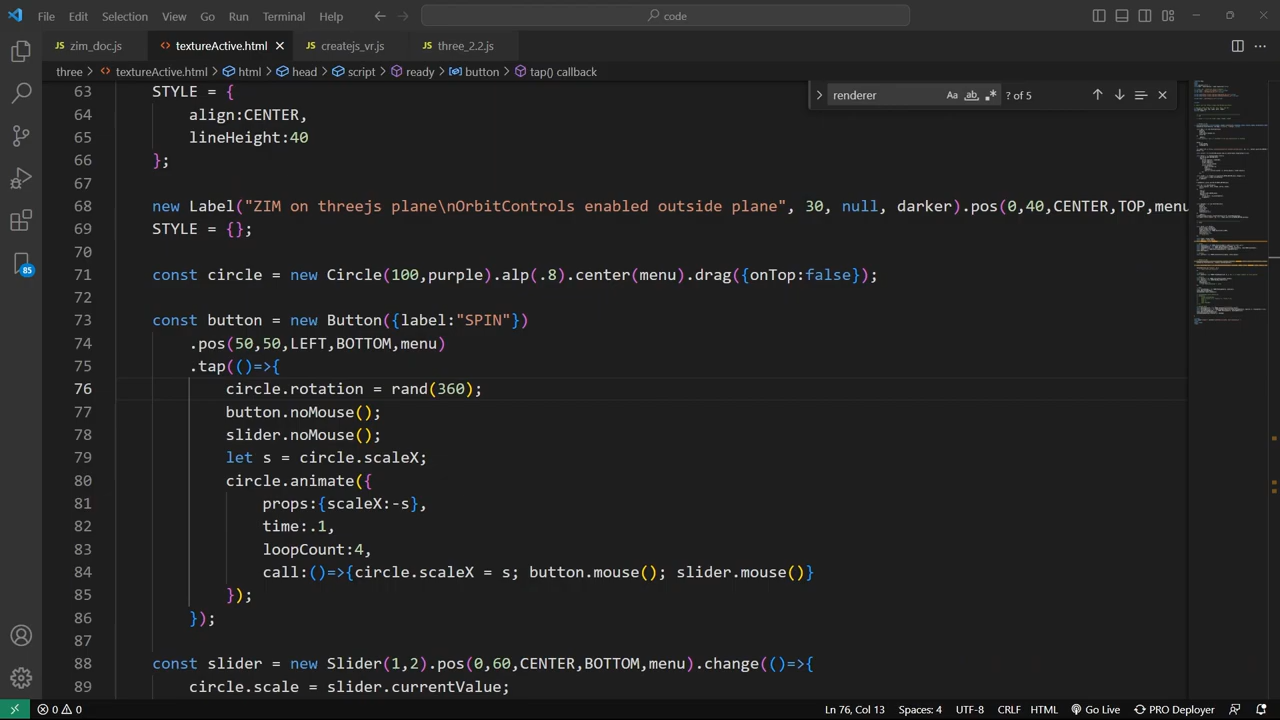 File Edit Selection View Go Run Terminal Help
code
JS zim_doc.js
<> textureActive.html
JS createjs_vr.js
JS three_2.2.js
three > textureActive.html > html > head > script > ready > button > tap() callback
renderer
ab
? of 5
63 STYLE = {
64 align:CENTER,
65 lineHeight:40
66 };
67
68 new Label("ZIM on threejs plane\nOrbitControls enabled outside plane", 30, null, darker).pos(0,40,CENTER,TOP,menu
69 STYLE = {};
70
71 const circle = new Circle(100,purple).alp(.8).center(menu).drag({onTop:false});
72
73 const button = new Button({label:"SPIN"})
74 .pos(50,50,LEFT,BOTTOM,menu)
75 .tap(()=>{
76 circle.rotation = rand(360);
77 button.noMouse();
78 slider.noMouse();
79 let s = circle.scaleX;
80 circle.animate({
81 props:{scaleX:-s},
82 time:.1,
83 loopCount:4,
84 call:()=>{circle.scaleX = s; button.mouse(); slider.mouse()}
85 });
86 });
87
88 const slider = new Slider(1,2).pos(0,60,CENTER,BOTTOM,menu).change(()=>{
89 circle.scale = slider.currentValue;
85
0 0 Ln 76, Col 13 Spaces: 4 UTF-8 CRLF HTML Go Live PRO Deployer